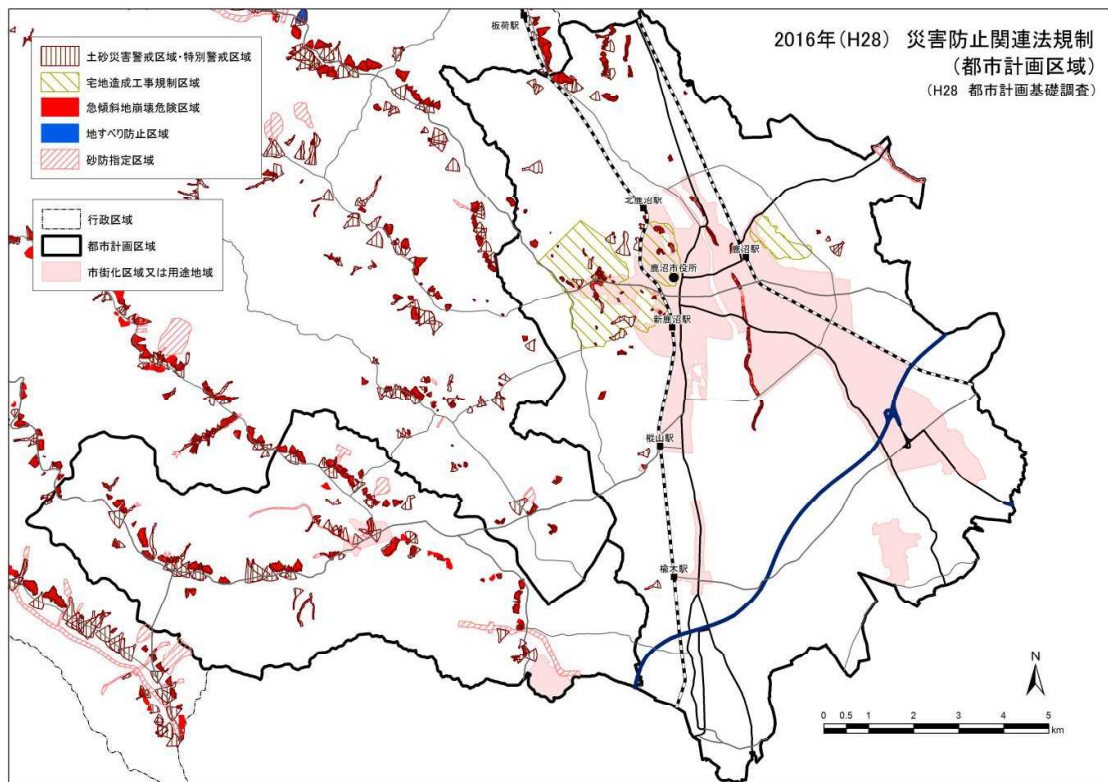 2016年(H28) 災害防止関連法規制
(都市計画区域)
(H28 都市計画基礎調査)
土砂災害警戒区域・特別警戒区域
宅地造成工事規制区域
急傾斜地崩壊危険区域
地すべり防止区域
砂防指定区域
行政区域
都市計画区域
市街化区域又は用途地域
板荷駅
北鹿沼駅
鹿沼駅
鹿沼市役所
新鹿沼駅
樅山駅
楡木駅
N
0 0.5 1 2 3 4 5
km